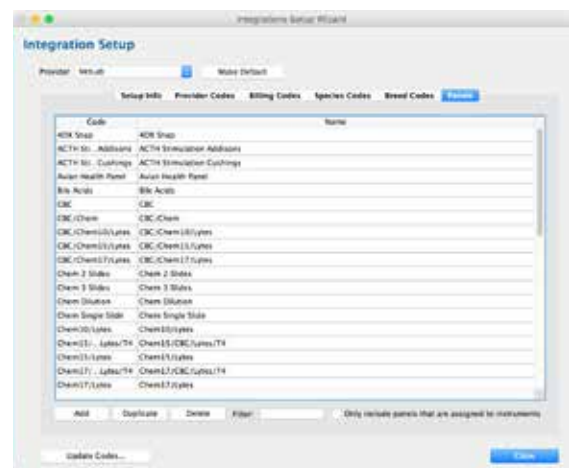 Integrations Setup Wizard
Integration Setup
Provider VetLab Make Default
Setup Info Provider Codes Billing Codes Species Codes Breed Codes Panels
Code Name
4DX Snap 4DX Snap
ACTH Sti...Addisons ACTH Stimulation Addisons
ACTH Sti...Cushings ACTH Stimulation Cushings
Avian Health Panel Avian Health Panel
Bile Acids Bile Acids
CBC CBC
CBC/Chem CBC/Chem
CBC/Chem10/Lytes CBC/Chem10/Lytes
CBC/Chem15/Lytes CBC/Chem15/Lytes
CBC/Chem17/Lytes CBC/Chem17/Lytes
Chem 2 Slides Chem 2 Slides
Chem 3 Slides Chem 3 Slides
Chem Dilution Chem Dilution
Chem Single Slide Chem Single Slide
Chem10/Lytes Chem10/Lytes
Chem15/...Lytes/T4 Chem15/CBC/Lytes/T4
Chem15/Lytes Chem15/Lytes
Chem17/...Lytes/T4 Chem17/CBC/Lytes/T4
Chem17/Lytes Chem17/Lytes
Add Duplicate Delete Filter: Only include panels that are assigned to instruments
Update Codes... Close